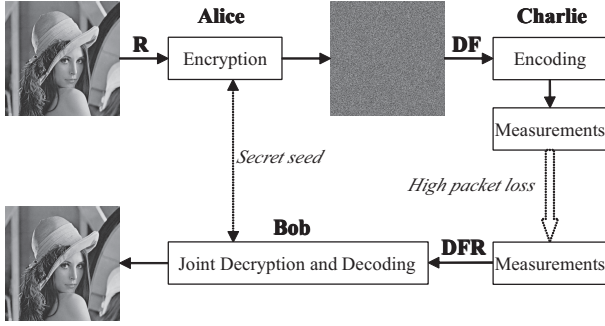 Alice
Charlie
R
Encryption
DF
Encoding
Measurements
Secret seed
High packet loss
Bob
Joint Decryption and Decoding
DFR
Measurements